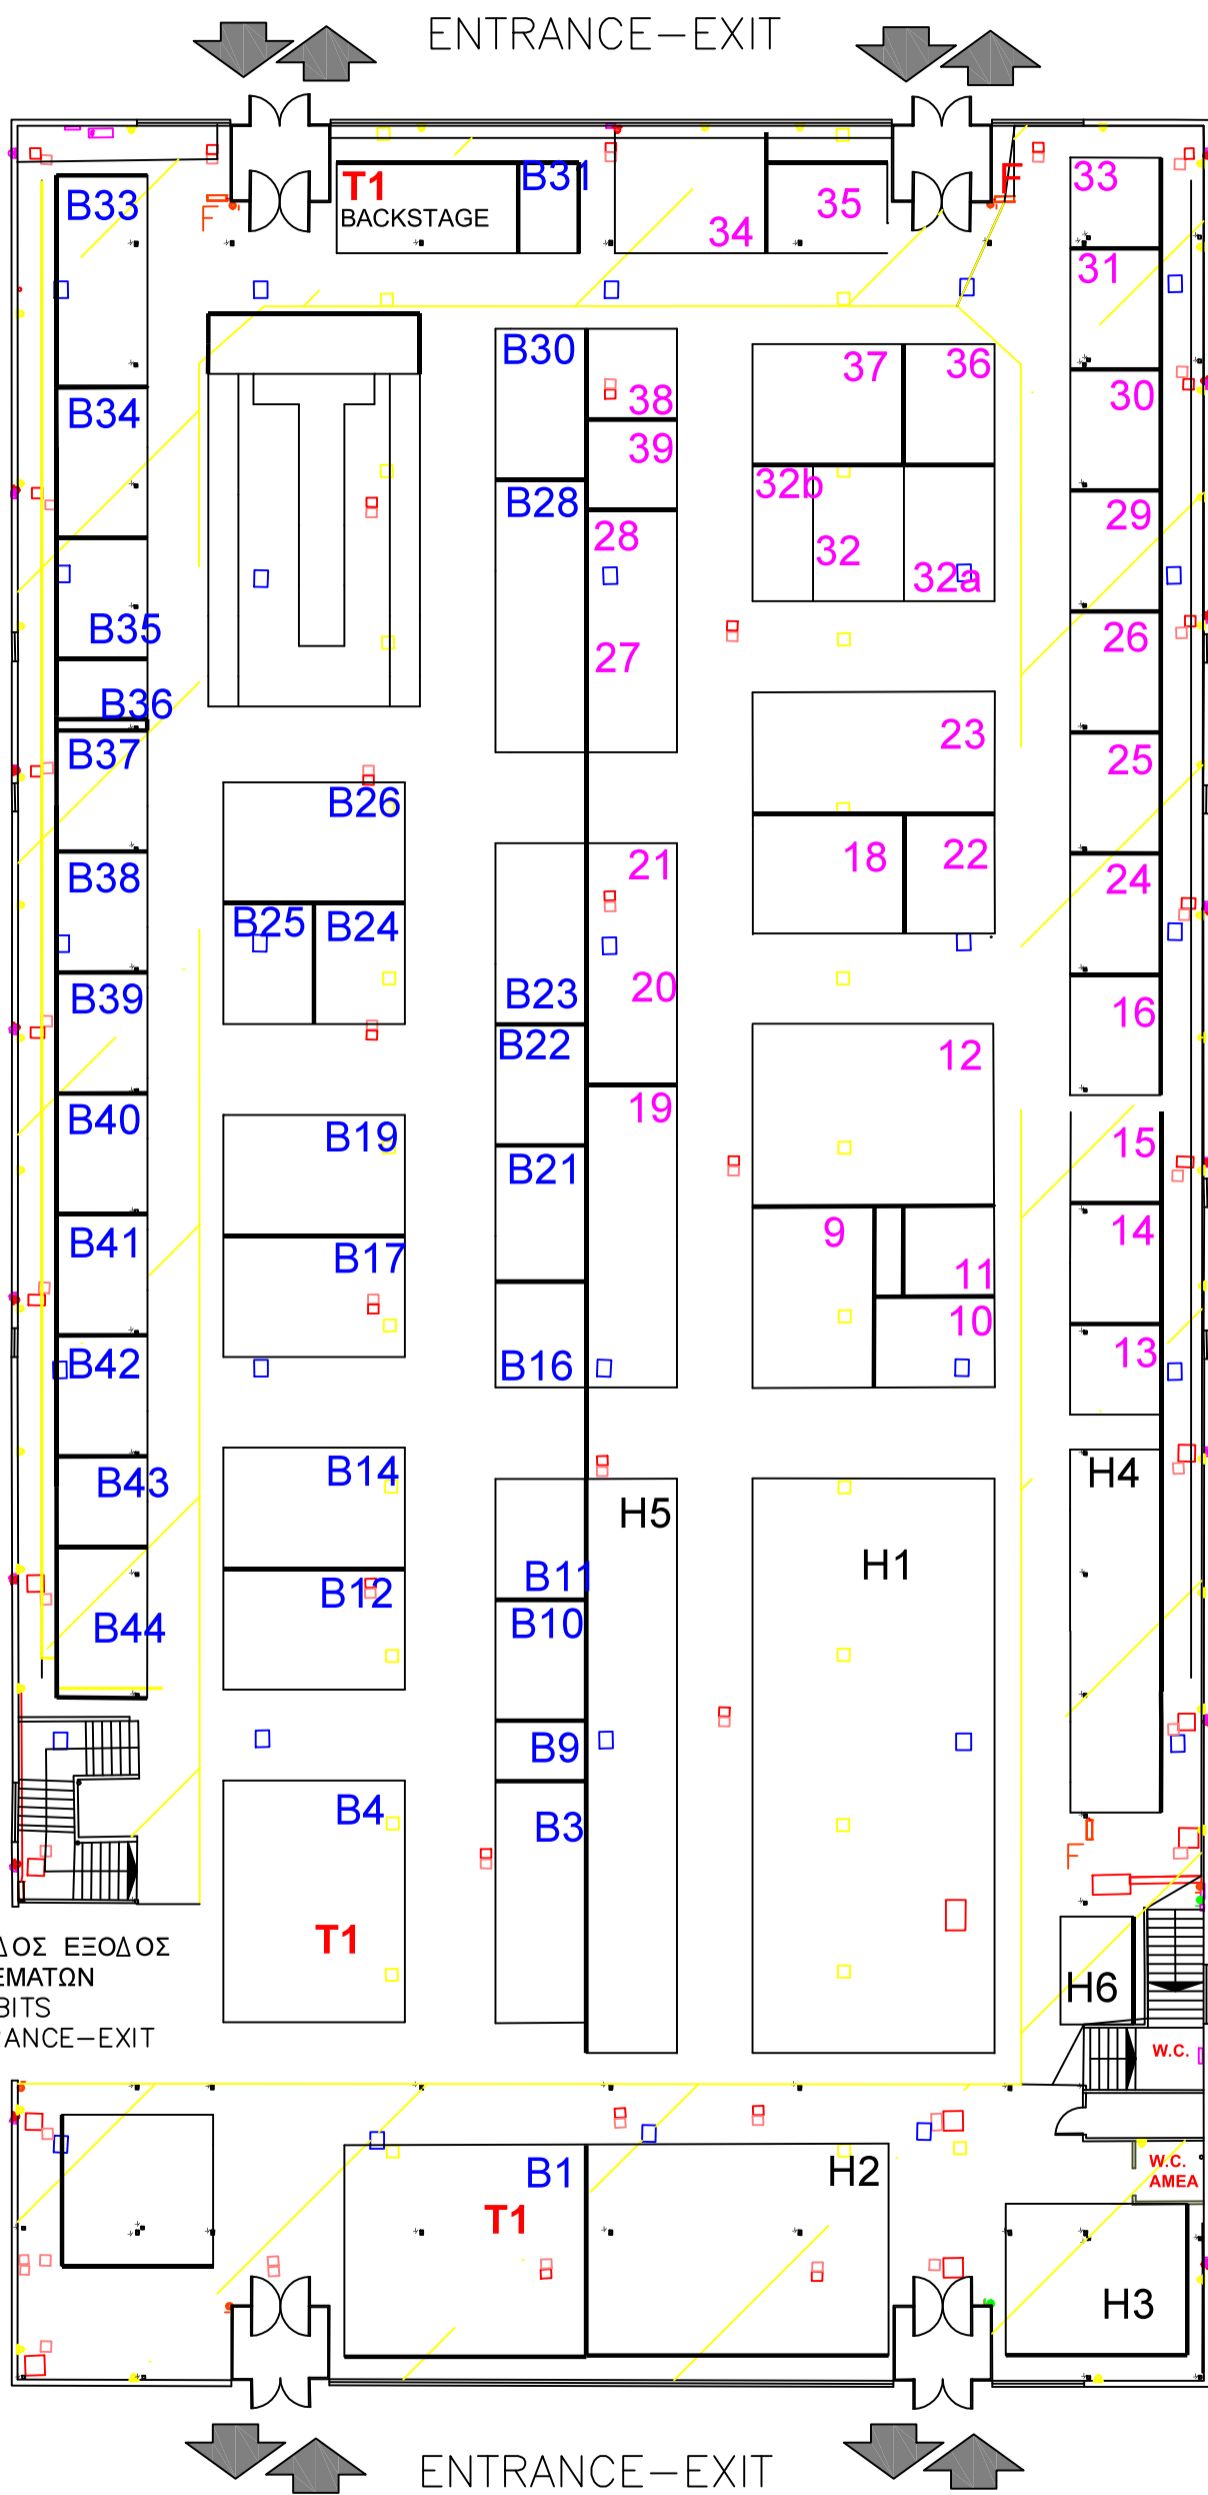 ENTRANCE-EXIT
B33
F
T1
BACKSTAGE
B31
34
35
F
33
31
B30
38
37
36
30
B34
39
B28
28
32b
32
32a
29
B35
27
26
B36
B37
23
25
B26
B38
21
18
22
24
B25
B24
B39
B23
20
16
B22
12
B40
19
B19
B21
15
B41
B17
9
11
14
10
B42
B16
13
B43
B14
H5
H4
H1
B11
B12
B10
B44
B9
B4
B3
F
T1
ΔΟΣ ΕΞΟΔΟΣ
ΕΜΑΤΩΝ
BITS
RANCE-EXIT
H6
W.C.
B1
H2
W.C.
AMEA
T1
H3
ENTRANCE-EXIT